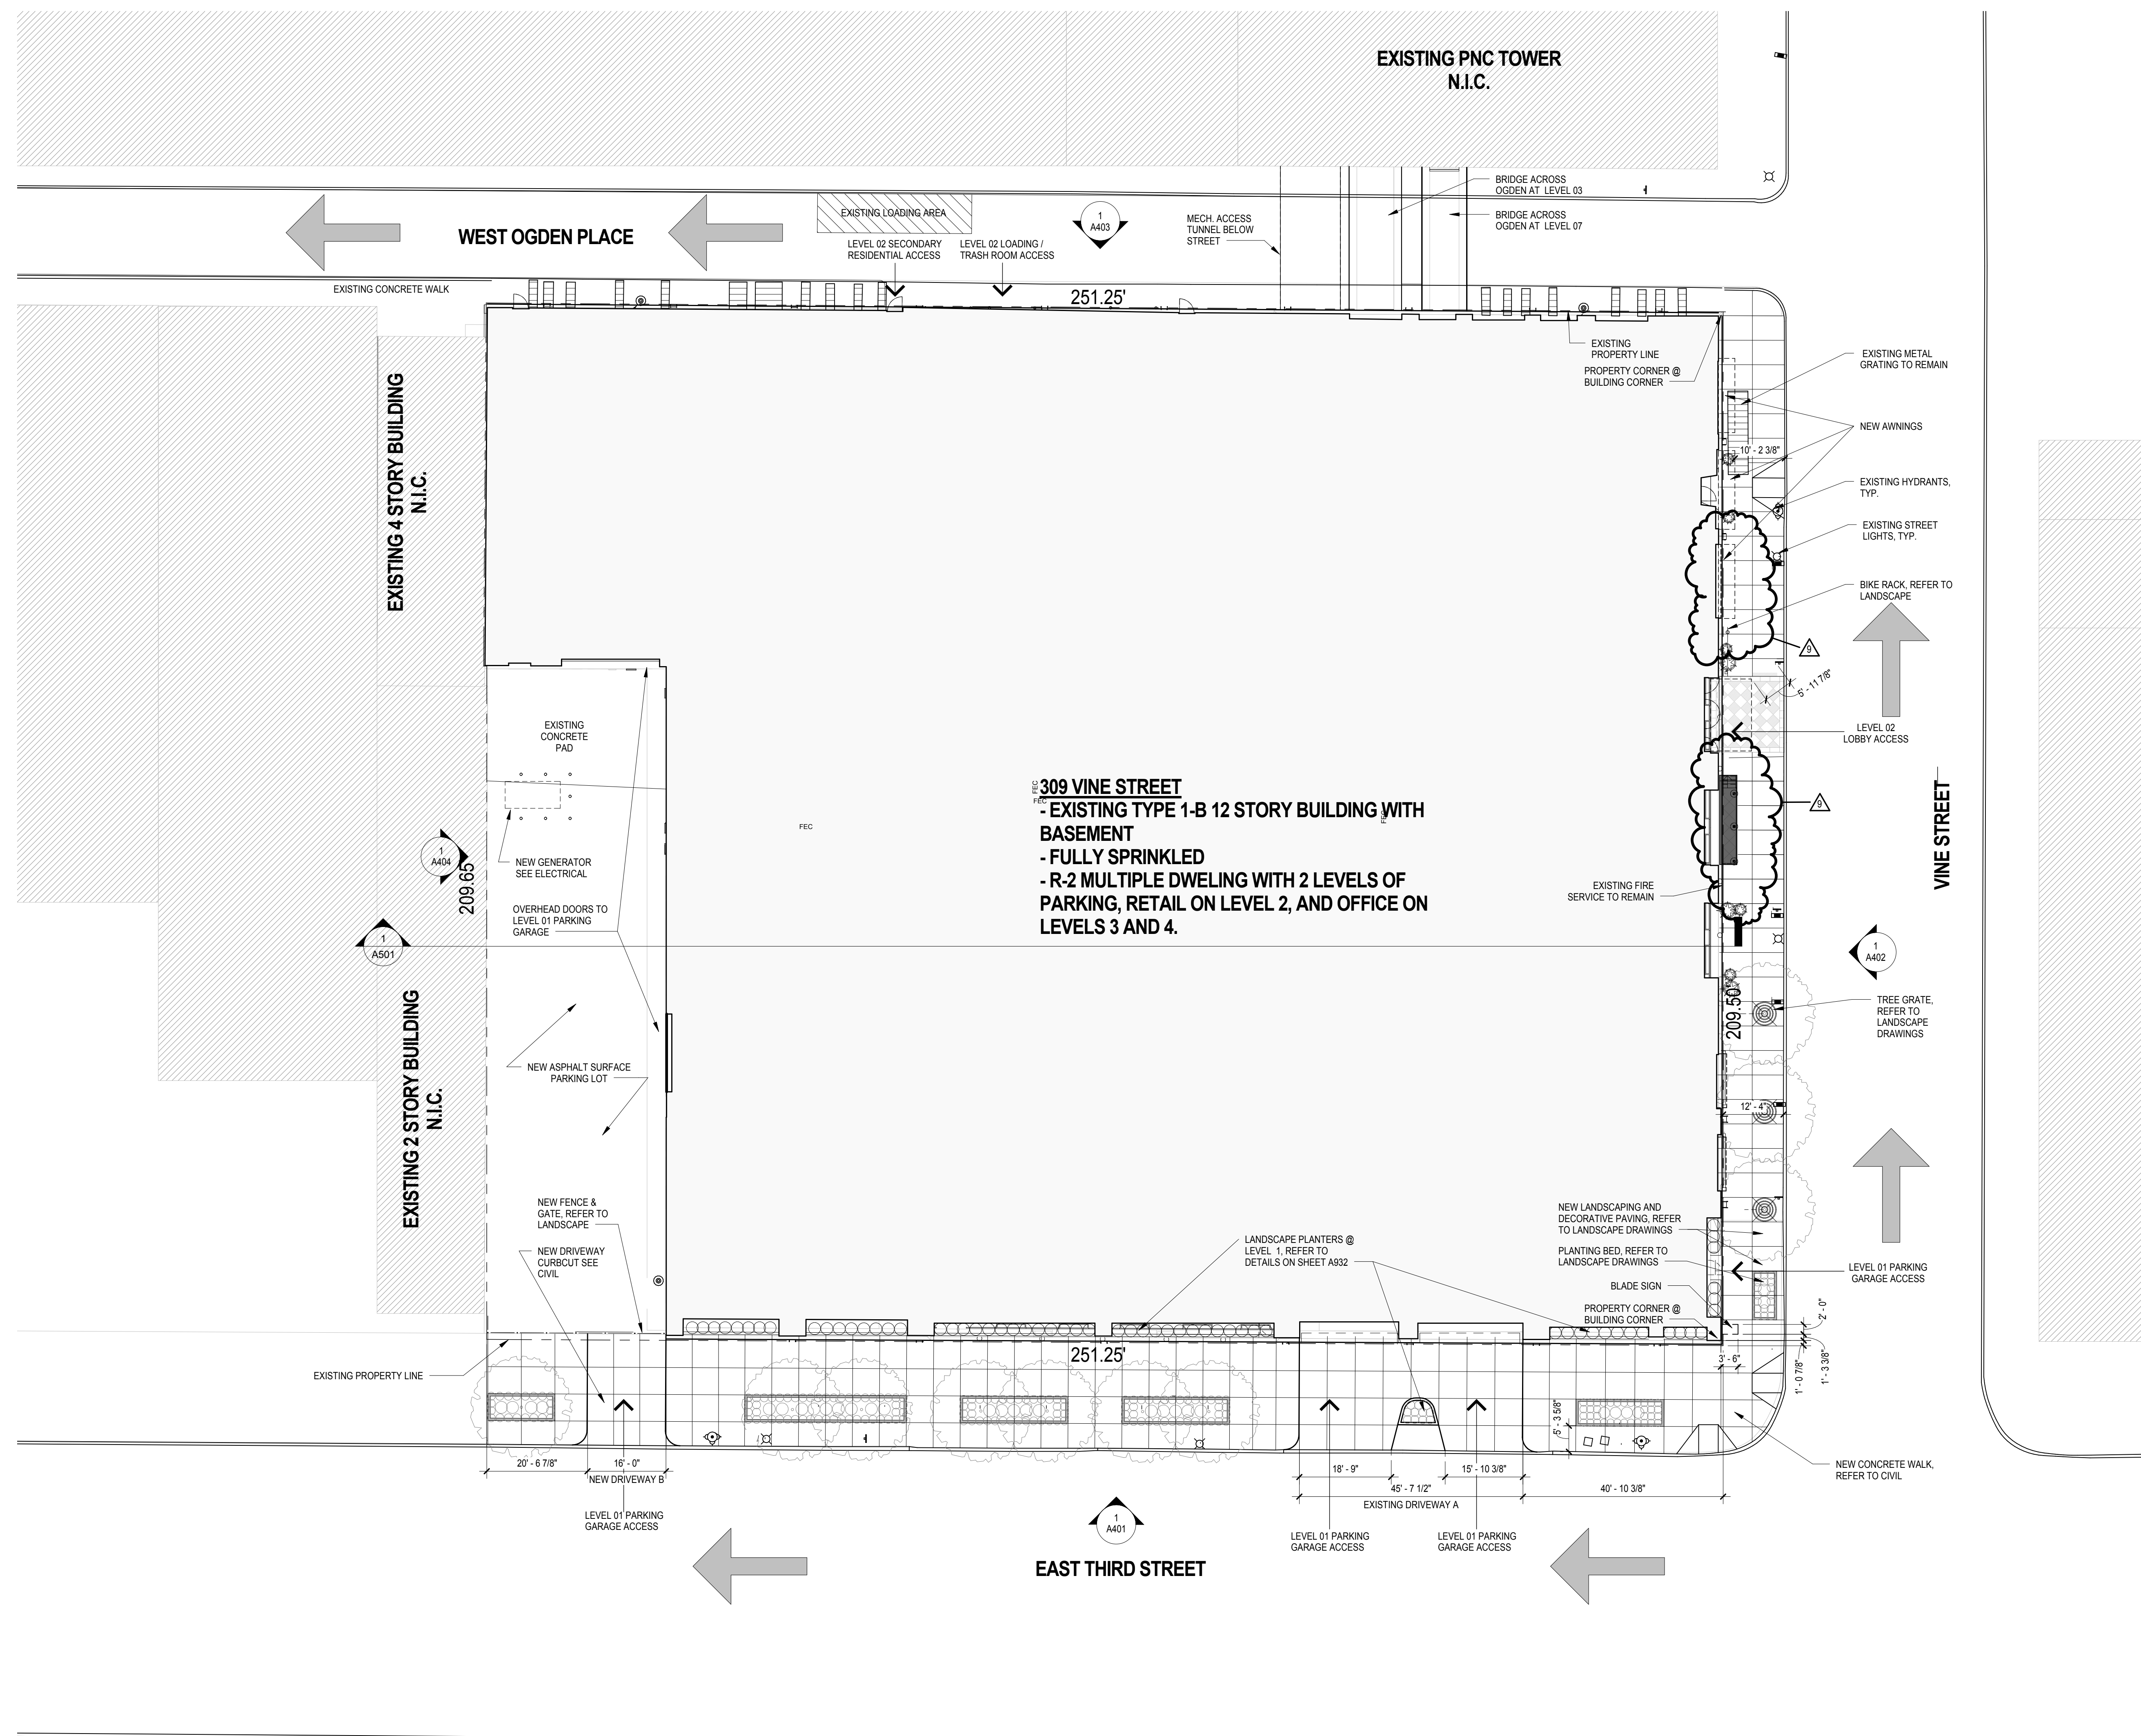 EXISTING PNC TOWER
N.I.C.
BRIDGE ACROSS
OGDEN AT LEVEL 03
BRIDGE ACROSS
OGDEN AT LEVEL 07
MECH. ACCESS
TUNNEL BELOW
STREET
1
A403
EXISTING LOADING AREA
WEST OGDEN PLACE
LEVEL 02 SECONDARY
RESIDENTIAL ACCESS
LEVEL 02 LOADING /
TRASH ROOM ACCESS
EXISTING CONCRETE WALK
251.25'
EXISTING
PROPERTY LINE
PROPERTY CORNER @
BUILDING CORNER
EXISTING METAL
GRATING TO REMAIN
NEW AWNINGS
10' - 2 3/8"
EXISTING HYDRANTS,
TYP.
EXISTING STREET
LIGHTS, TYP.
BIKE RACK, REFER TO
LANDSCAPE
9
5' - 11 7/8"
LEVEL 02
LOBBY ACCESS
9
VINE STREET
EXISTING 4 STORY BUILDING
N.I.C.
EXISTING
CONCRETE
PAD
1
A404
209.65'
NEW GENERATOR
SEE ELECTRICAL
OVERHEAD DOORS TO
LEVEL 01 PARKING
GARAGE
1
A501
FEC
FEC
FEC
FEC
309 VINE STREET
- EXISTING TYPE 1-B 12 STORY BUILDING WITH
BASEMENT
- FULLY SPRINKLED
- R-2 MULTIPLE DWELING WITH 2 LEVELS OF
PARKING, RETAIL ON LEVEL 2, AND OFFICE ON
LEVELS 3 AND 4.
EXISTING FIRE
SERVICE TO REMAIN
1
A402
209.50'
TREE GRATE,
REFER TO
LANDSCAPE
DRAWINGS
12' - 4"
EXISTING 2 STORY BUILDING
N.I.C.
NEW ASPHALT SURFACE
PARKING LOT
NEW FENCE &
GATE, REFER TO
LANDSCAPE
NEW DRIVEWAY
CURBCUT SEE
CIVIL
LANDSCAPE PLANTERS @
LEVEL 1, REFER TO
DETAILS ON SHEET A932
NEW LANDSCAPING AND
DECORATIVE PAVING, REFER
TO LANDSCAPE DRAWINGS
PLANTING BED, REFER TO
LANDSCAPE DRAWINGS
BLADE SIGN
PROPERTY CORNER @
BUILDING CORNER
LEVEL 01 PARKING
GARAGE ACCESS
2' - 0"
3' - 6"
1' - 0 7/8"
1' - 3 3/8"
251.25'
EXISTING PROPERTY LINE
5' - 3 5/8"
20' - 6 7/8"
16' - 0"
NEW DRIVEWAY B
LEVEL 01 PARKING
GARAGE ACCESS
18' - 9"
15' - 10 3/8"
45' - 7 1/2"
40' - 10 3/8"
EXISTING DRIVEWAY A
NEW CONCRETE WALK,
REFER TO CIVIL
1
A401
LEVEL 01 PARKING
GARAGE ACCESS
LEVEL 01 PARKING
GARAGE ACCESS
EAST THIRD STREET